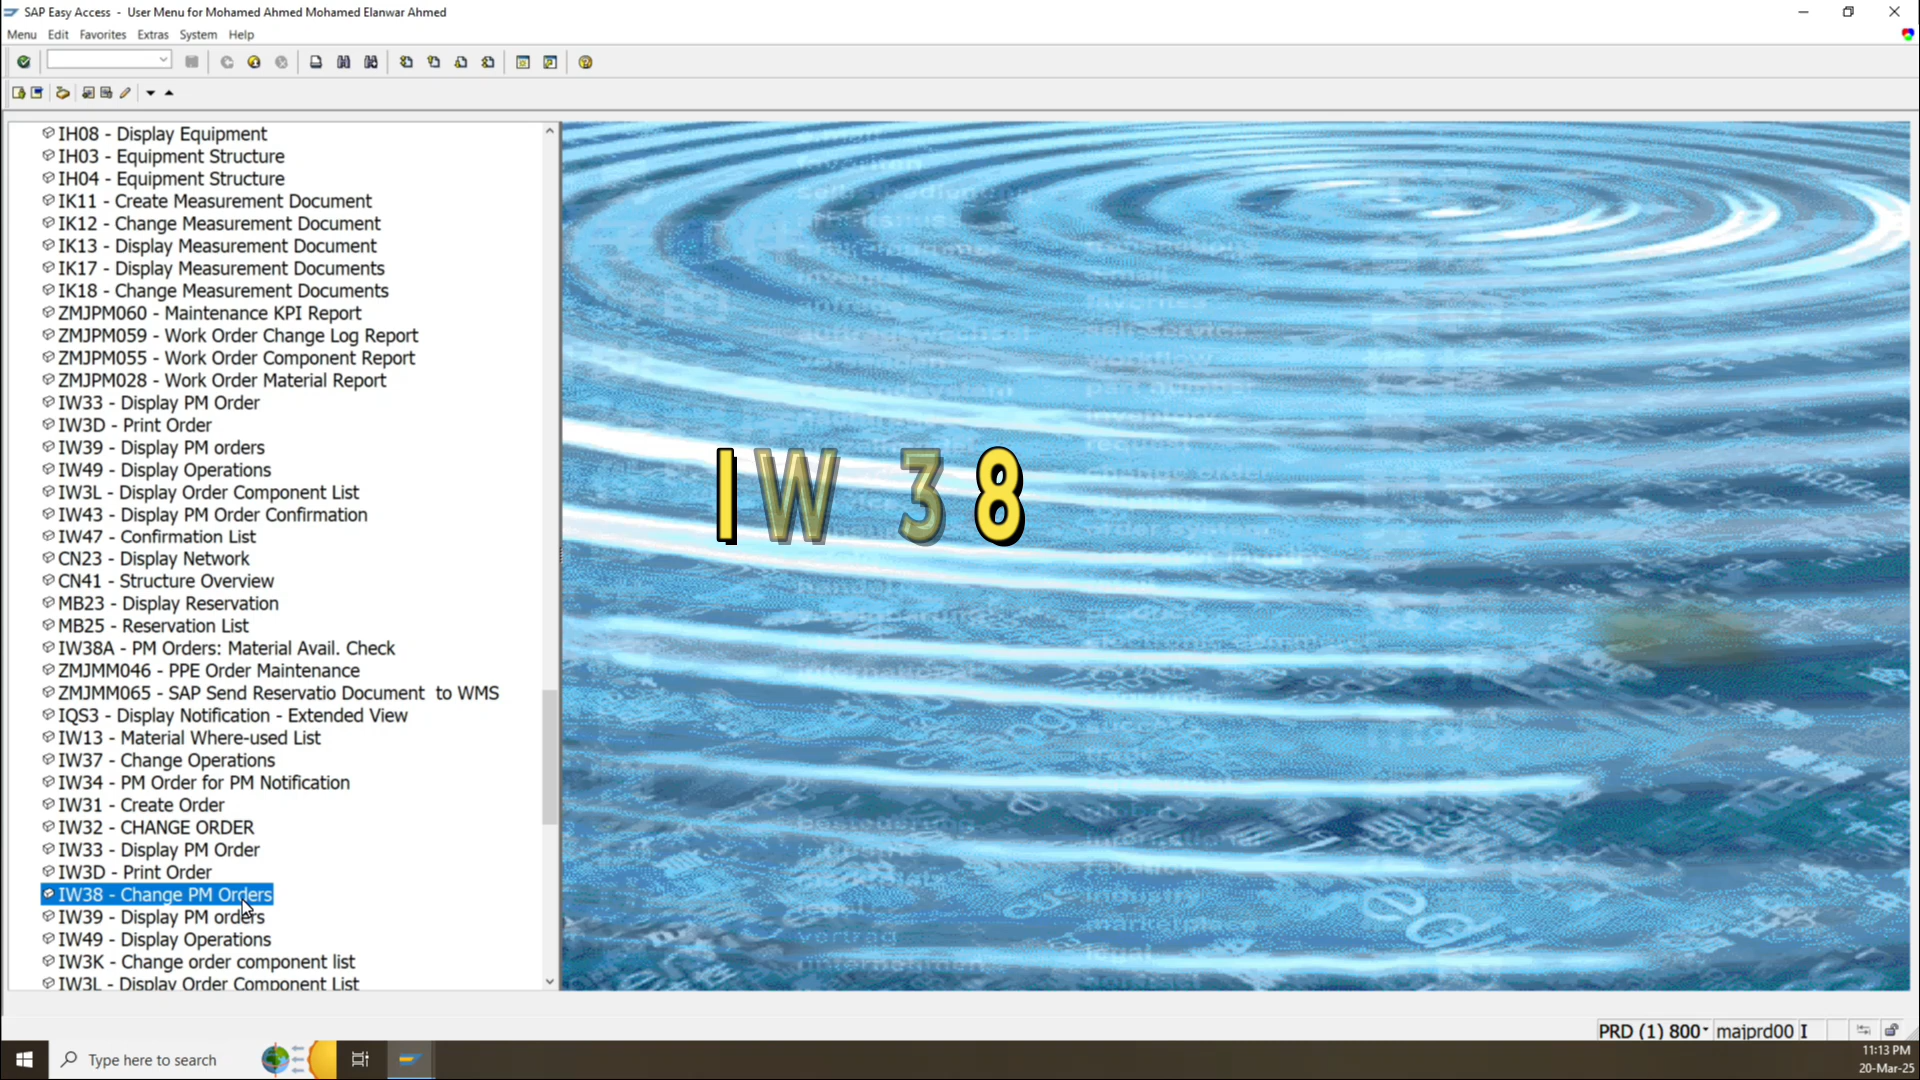 SAP Easy Access - User Menu for Mohamed Ahmed Mohamed Elanwar Ahmed
Menu Edit Favorites Extras System Help
IH08 - Display Equipment
IH03 - Equipment Structure
IH04 - Equipment Structure
IK11 - Create Measurement Document
IK12 - Change Measurement Document
IK13 - Display Measurement Document
IK17 - Display Measurement Documents
IK18 - Change Measurement Documents
ZMJPM060 - Maintenance KPI Report
ZMJPM059 - Work Order Change Log Report
ZMJPM055 - Work Order Component Report
ZMJPM028 - Work Order Material Report
IW33 - Display PM Order
IW3D - Print Order
IW39 - Display PM orders
IW49 - Display Operations
IW3L - Display Order Component List
IW43 - Display PM Order Confirmation
IW47 - Confirmation List
CN23 - Display Network
CN41 - Structure Overview
MB23 - Display Reservation
MB25 - Reservation List
IW38A - PM Orders: Material Avail. Check
ZMJMM046 - PPE Order Maintenance
ZMJMM065 - SAP Send Reservatio Document to WMS
IQS3 - Display Notification - Extended View
IW13 - Material Where-used List
IW37 - Change Operations
IW34 - PM Order for PM Notification
IW31 - Create Order
IW32 - CHANGE ORDER
IW33 - Display PM Order
IW3D - Print Order
IW38 - Change PM Orders
IW39 - Display PM orders
IW49 - Display Operations
IW3K - Change order component list
IW3L - Display Order Component List
IW 38
workflow
inventory
request
marketplace
legal
vertrag
PRD (1) 800 majprd00 I
Type here to search
11:13 PM
20-Mar-25